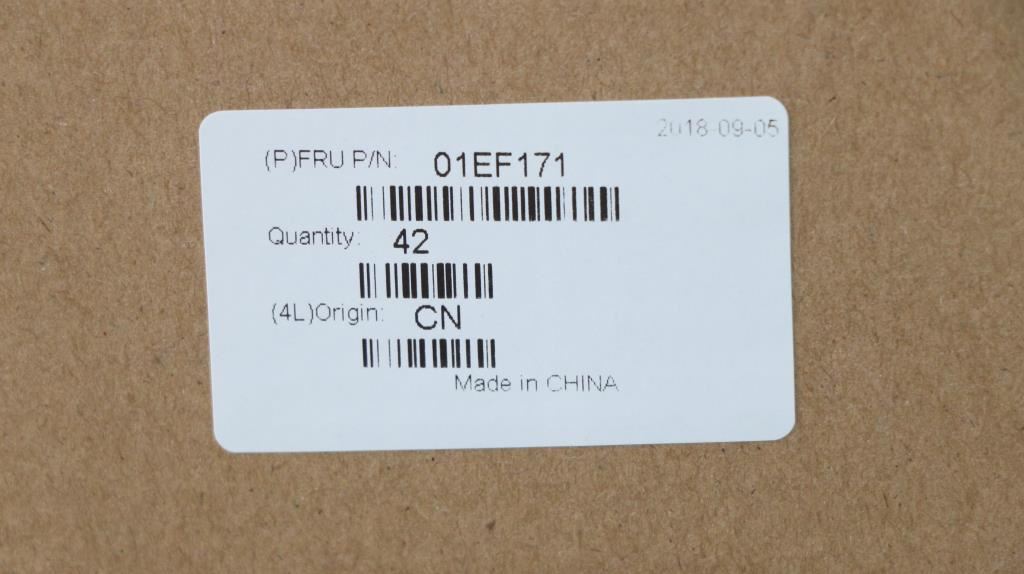 2018-09-05
(P)FRU P/N: 01EF171
Quantity: 42
(4L)Origin: CN
Made in CHINA